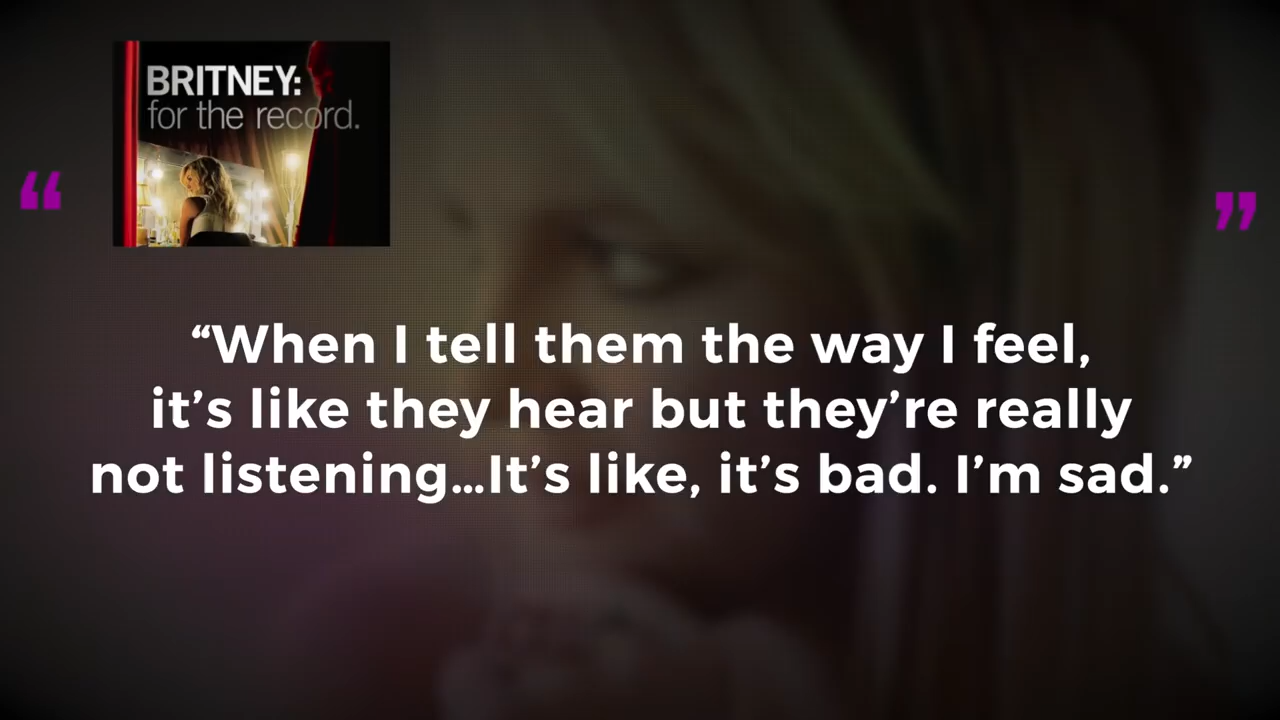 BRITNEY:
for the record.
“ ”
“When I tell them the way I feel,
it’s like they hear but they’re really
not listening...It’s like, it’s bad. I’m sad.”